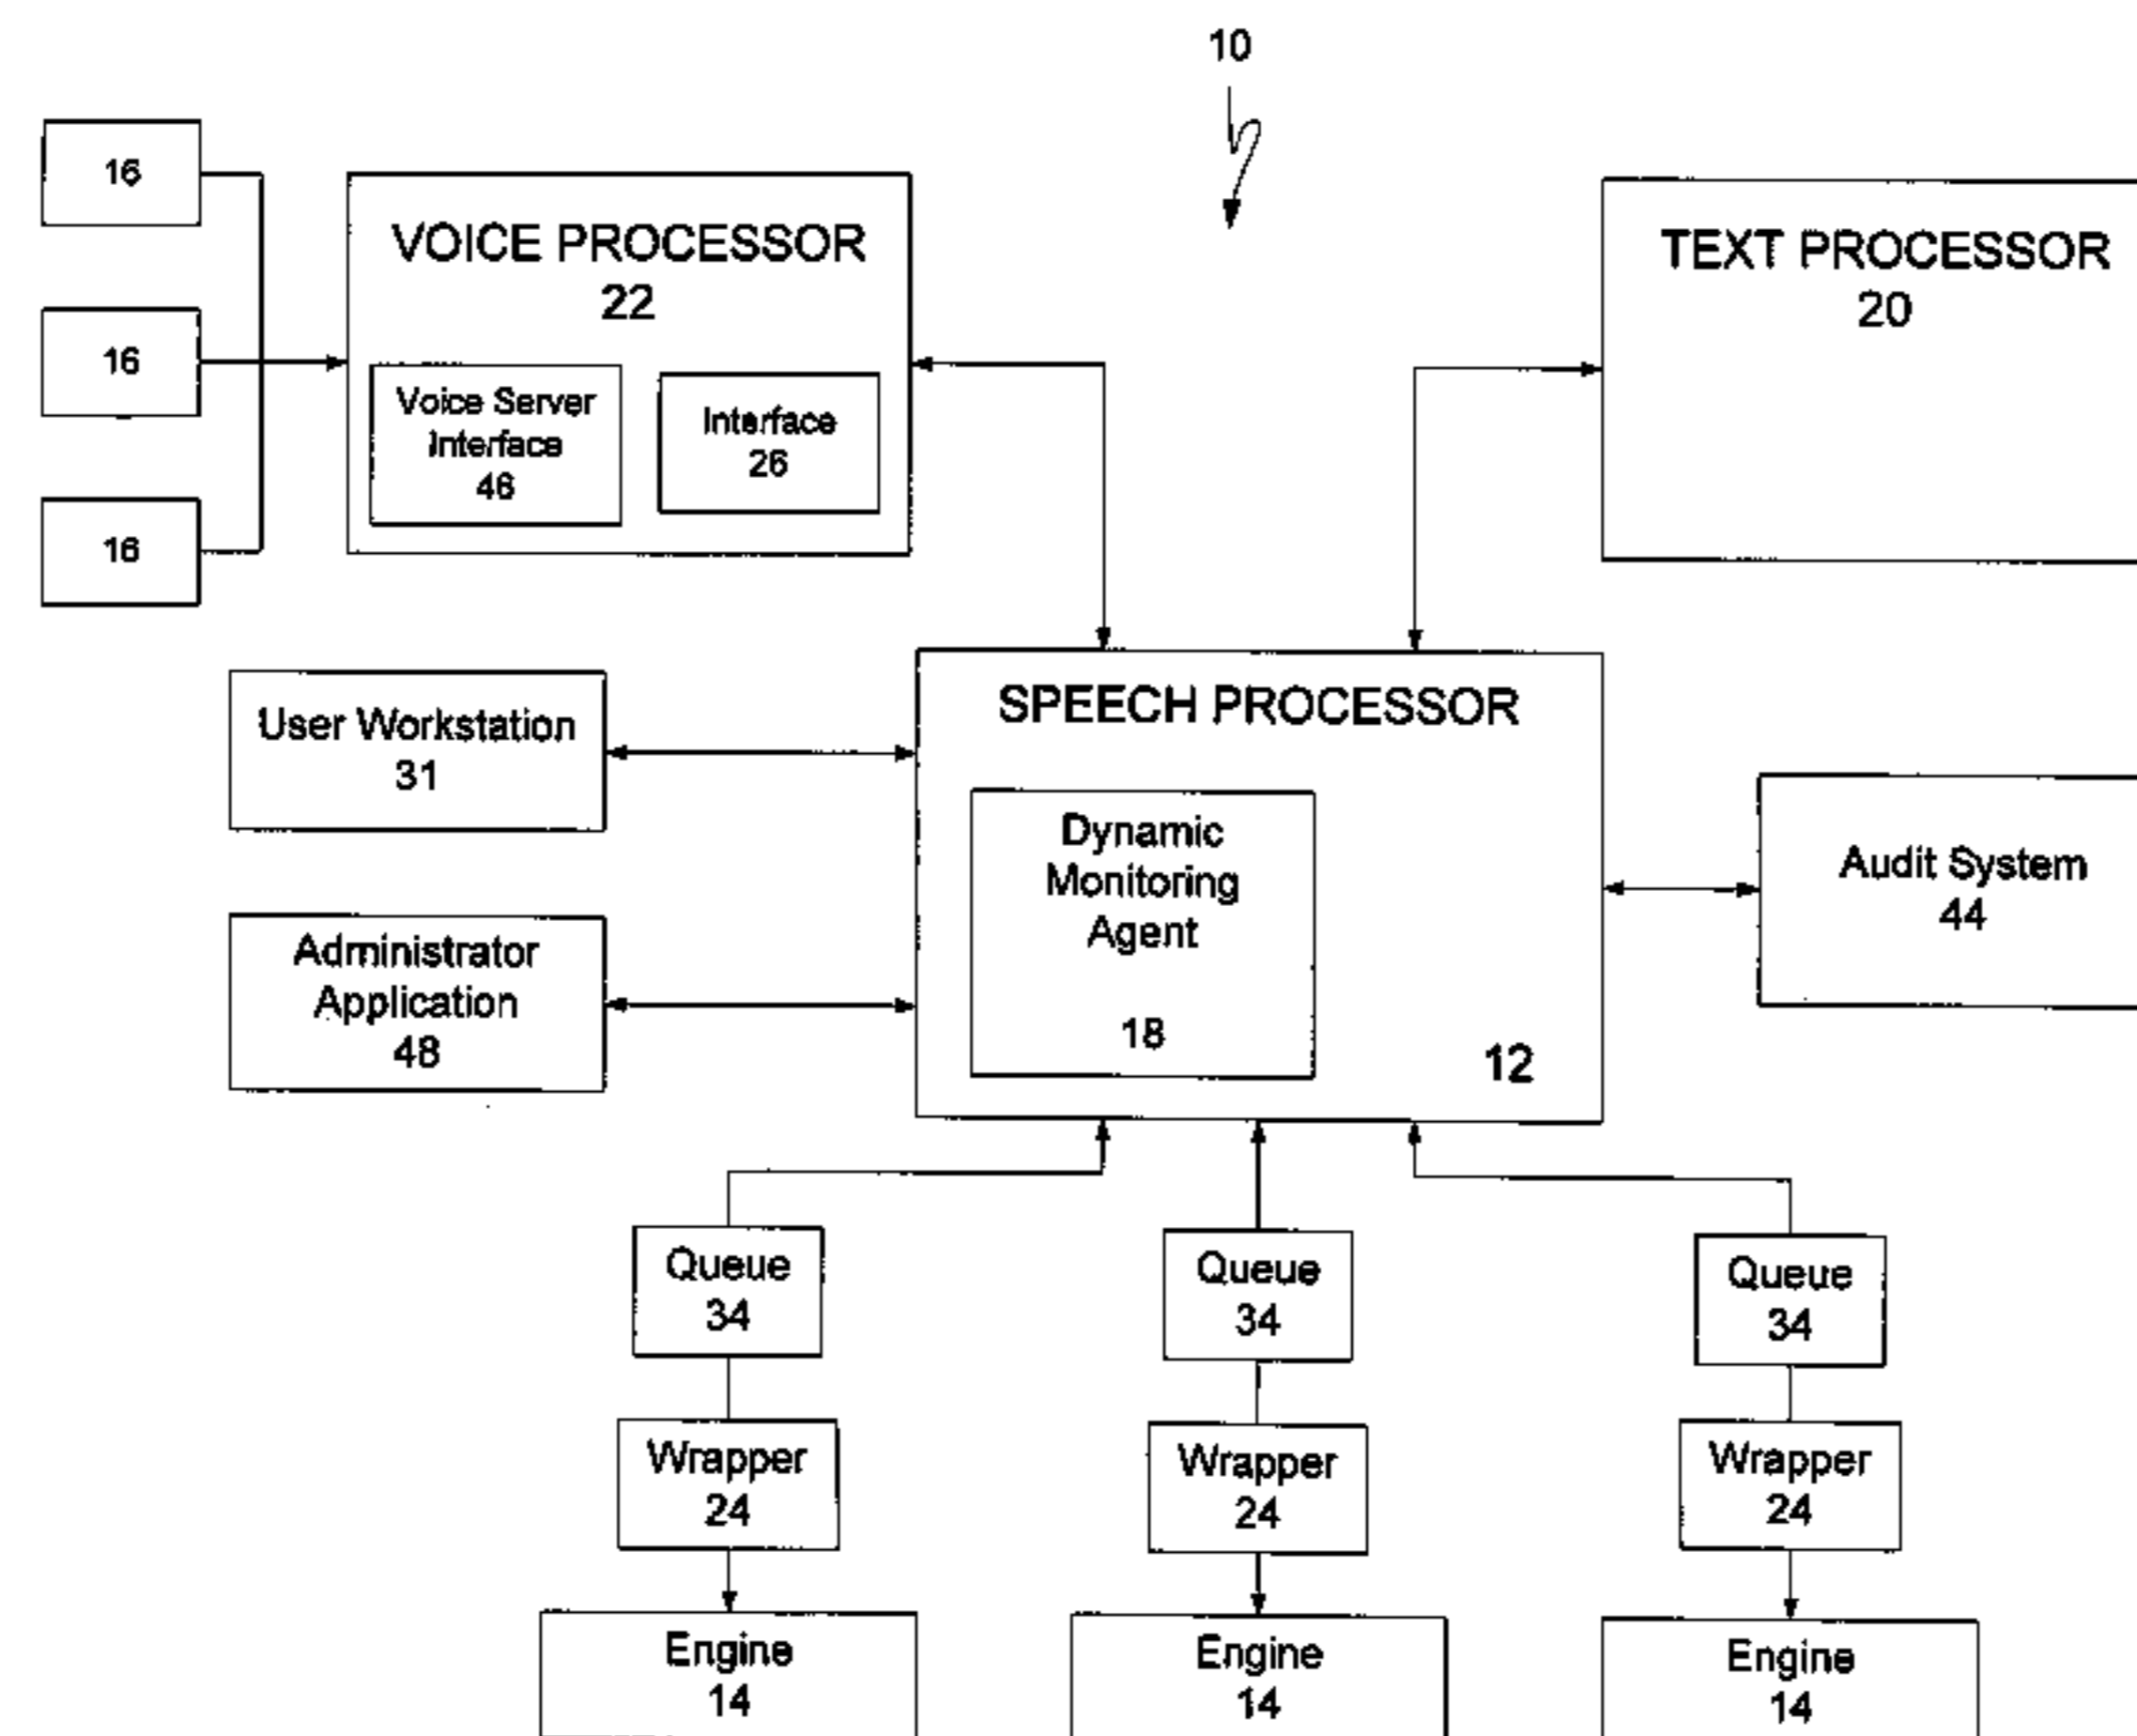 10
16
16
16
VOICE PROCESSOR
22
Voice Server
Interface
46
Interface
26
TEXT PROCESSOR
20
User Workstation
31
Administrator
Application
48
SPEECH PROCESSOR
Dynamic
Monitoring
Agent
18
12
Audit System
44
Queue
34
Queue
34
Queue
34
Wrapper
24
Wrapper
24
Wrapper
24
Engine
14
Engine
14
Engine
14